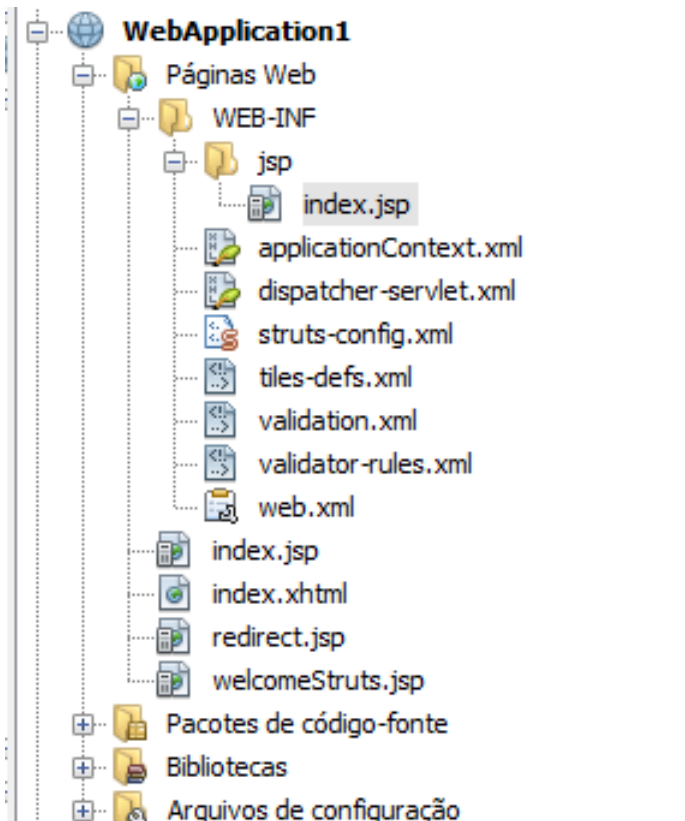 WebApplication1
Páginas Web
WEB-INF
jsp
index.jsp
applicationContext.xml
dispatcher-servlet.xml
struts-config.xml
tiles-defs.xml
validation.xml
validator-rules.xml
web.xml
index.jsp
index.xhtml
redirect.jsp
welcomeStruts.jsp
Pacotes de código-fonte
Bibliotecas
Arquivos de configuração